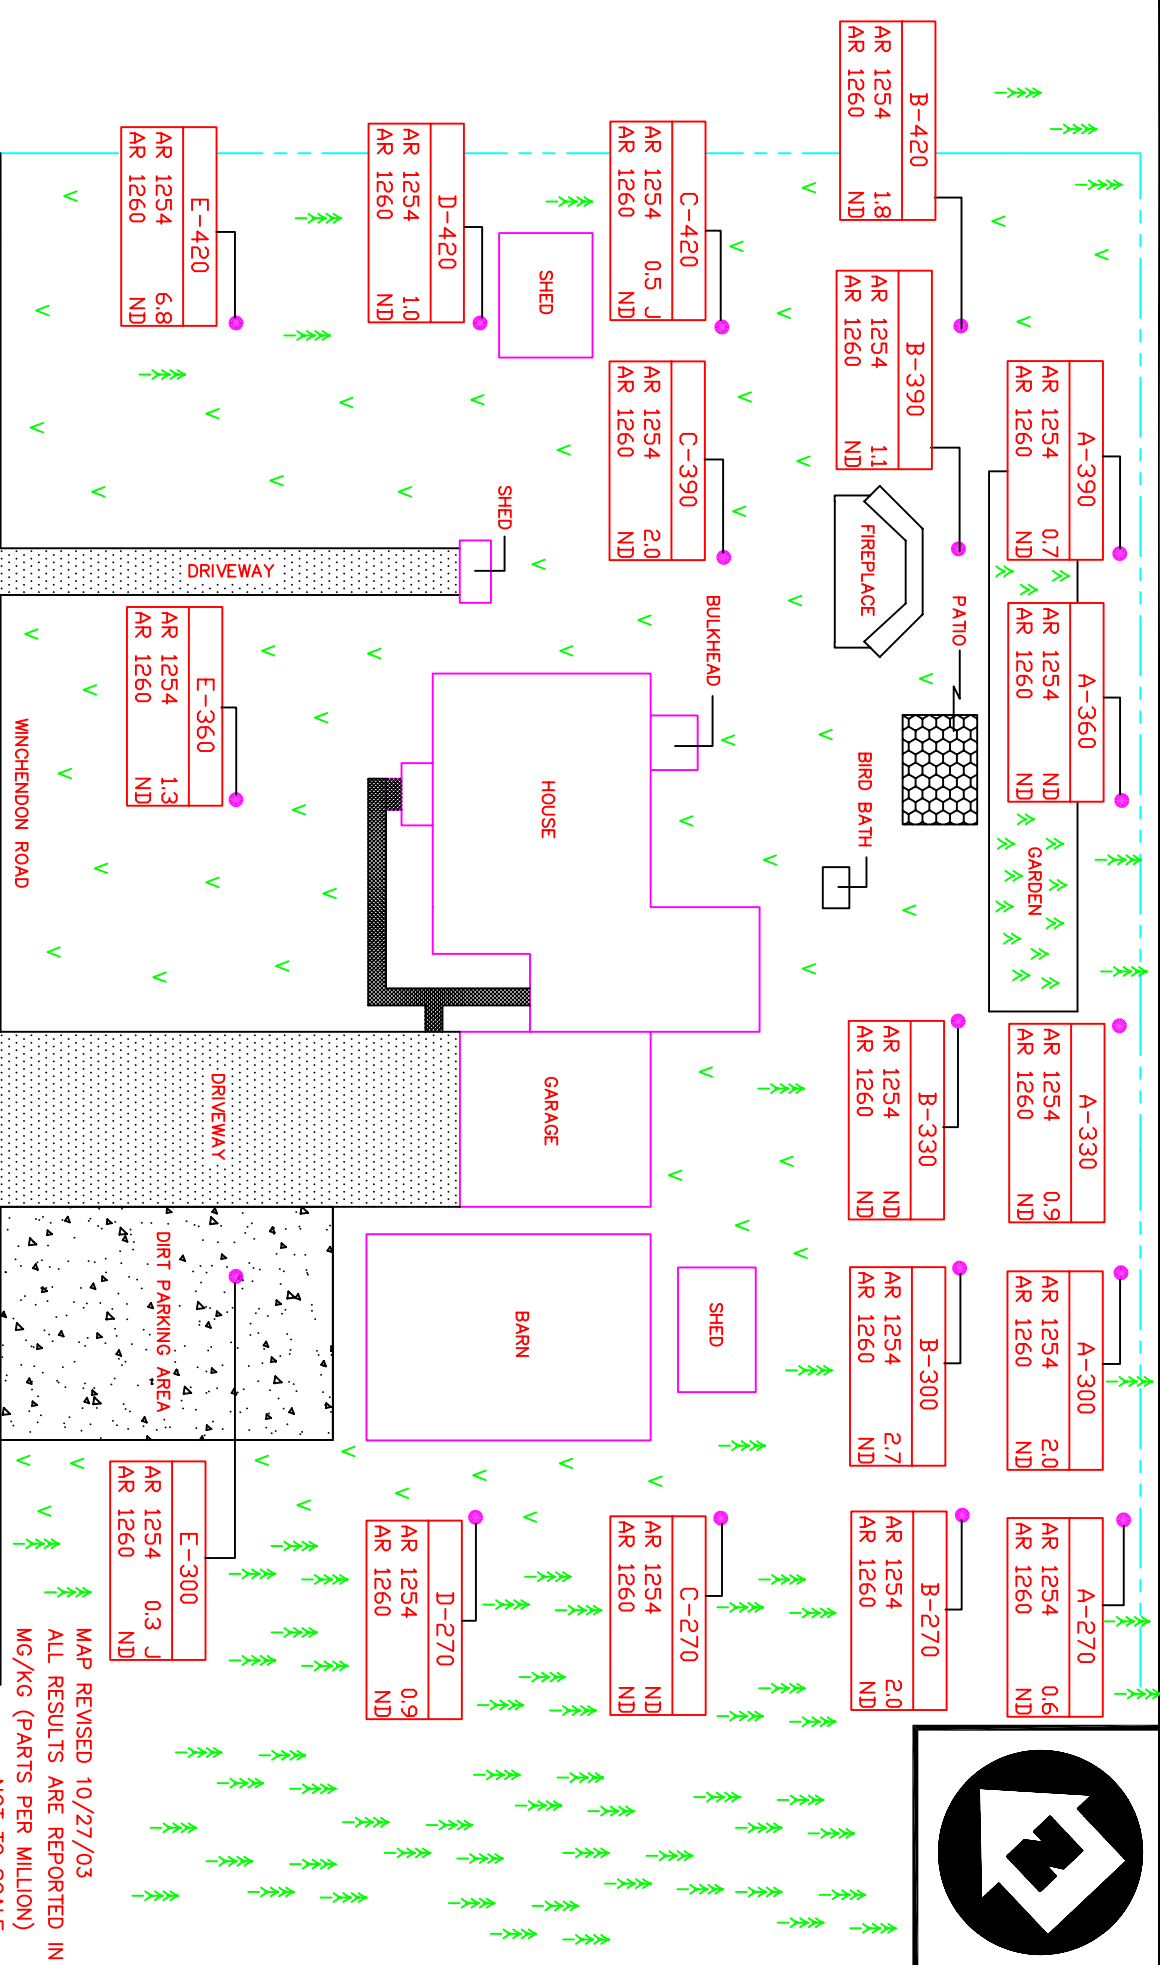 A-390
AR 1254 0.7
AR 1260 ND
A-360
AR 1254 ND
AR 1260 ND
A-330
AR 1254 0.9
AR 1260 ND
A-300
AR 1254 2.0
AR 1260 ND
A-270
AR 1254 0.6
AR 1260 ND
GARDEN
PATIO
B-420
AR 1254 1.8
AR 1260 ND
B-390
AR 1254 1.1
AR 1260 ND
FIREPLACE
BIRD BATH
B-330
AR 1254 ND
AR 1260 ND
B-300
AR 1254 2.7
AR 1260 ND
B-270
AR 1254 2.0
AR 1260 ND
C-420
AR 1254 0.5 J
AR 1260 ND
C-390
AR 1254 2.0
AR 1260 ND
BULKHEAD
SHED
C-270
AR 1254 ND
AR 1260 ND
SHED
SHED
HOUSE
GARAGE
BARN
D-420
AR 1254 1.0
AR 1260 ND
D-270
AR 1254 0.9
AR 1260 ND
DRIVEWAY
DRIVEWAY
DIRT PARKING AREA
E-420
AR 1254 6.8
AR 1260 ND
E-360
AR 1254 1.3
AR 1260 ND
E-300
AR 1254 0.3 J
AR 1260 ND
WINCHENDON ROAD
MAP REVISED 10/27/03
ALL RESULTS ARE REPORTED IN
MG/KG (PARTS PER MILLION)
NOT TO SCALE
N